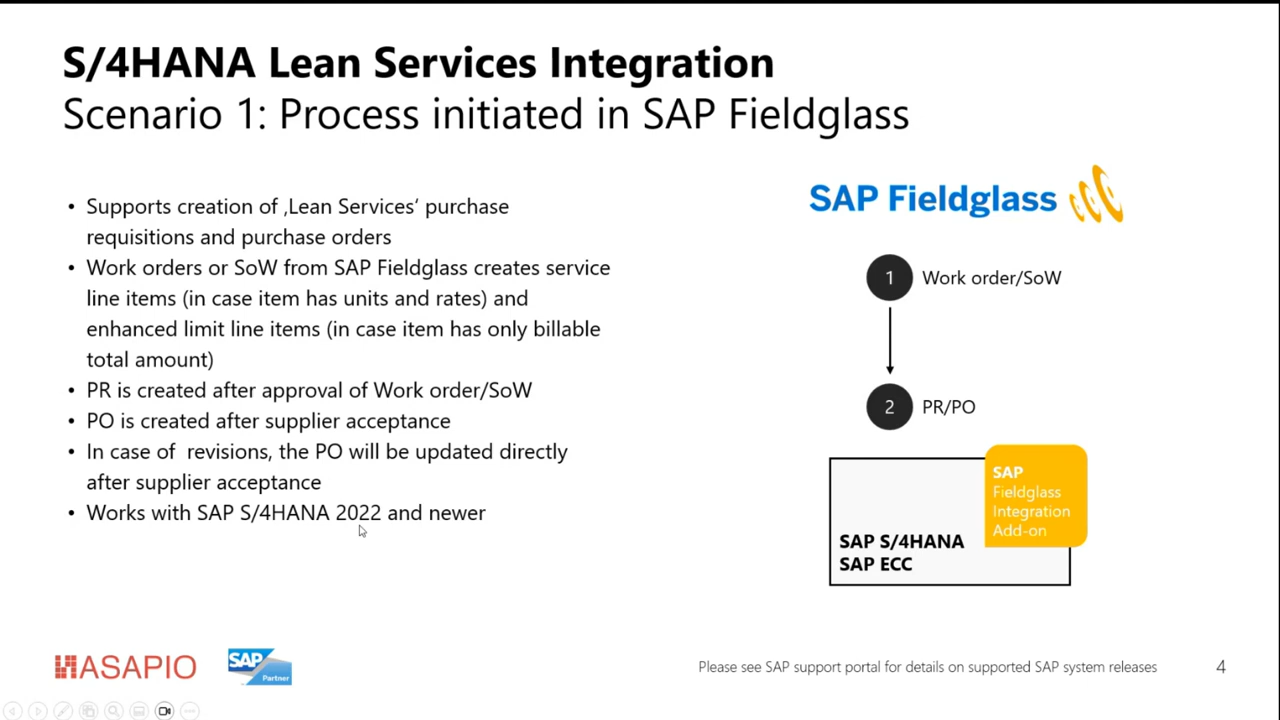 S/4HANA Lean Services Integration
Scenario 1: Process initiated in SAP Fieldglass
• Supports creation of ‚Lean Services‘ purchase
requisitions and purchase orders
• Work orders or SoW from SAP Fieldglass creates service
line items (in case item has units and rates) and
enhanced limit line items (in case item has only billable
total amount)
• PR is created after approval of Work order/SoW
• PO is created after supplier acceptance
• In case of  revisions, the PO will be updated directly
after supplier acceptance
• Works with SAP S/4HANA 2022 and newer
SAP Fieldglass
1 Work order/SoW
2 PR/PO
SAP
Fieldglass
Integration
Add-on
SAP S/4HANA
SAP ECC
ASAPIO
SAP
Partner
Please see SAP support portal for details on supported SAP system releases
4